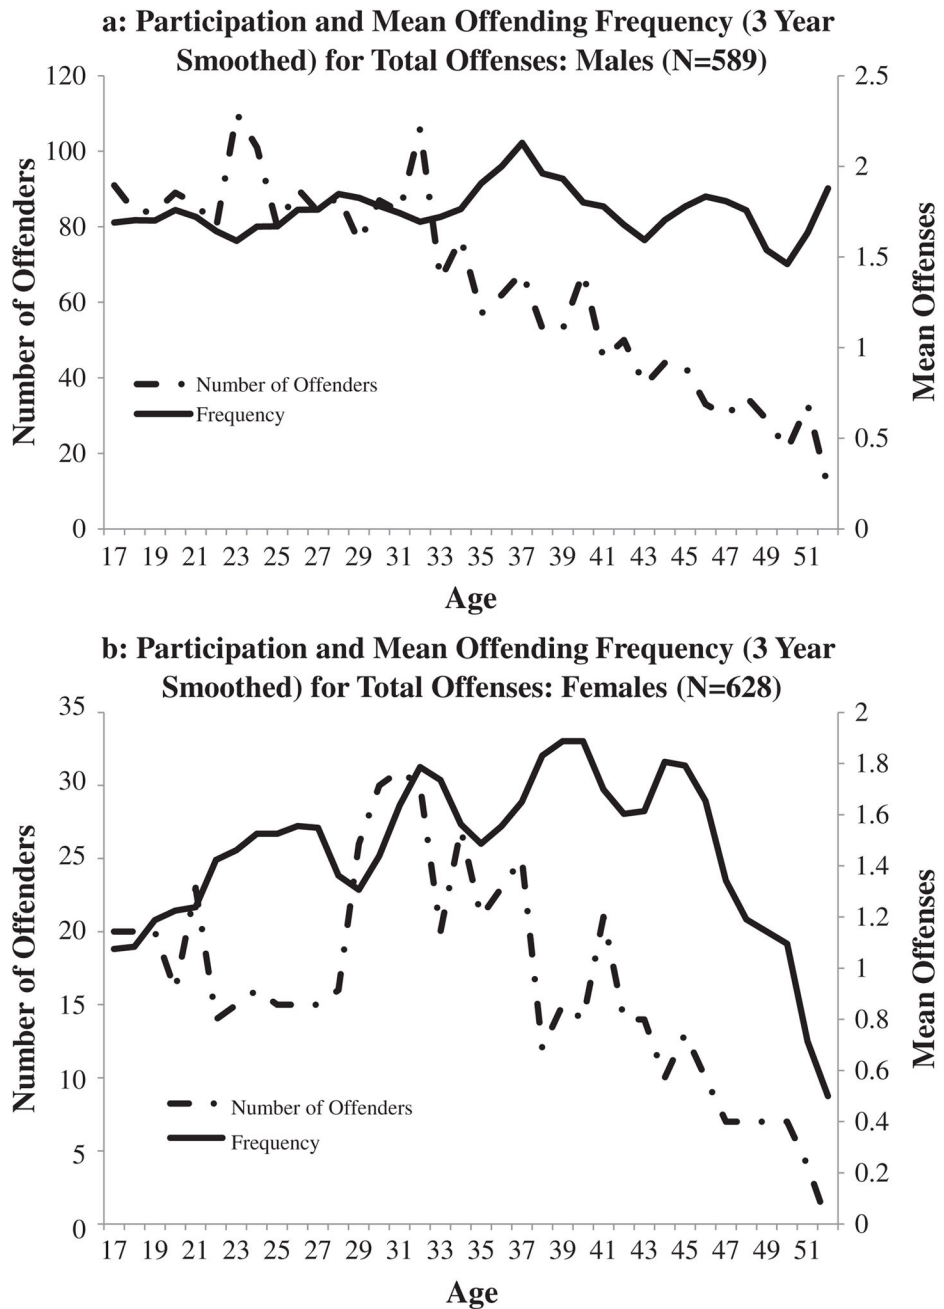 a: Participation and Mean Offending Frequency (3 Year
Smoothed) for Total Offenses: Males (N=589)
120
100
80
60
40
20
0
Number of Offenders
2.5
2
1.5
1
0.5
0
Mean Offenses
Number of Offenders
Frequency
17 19 21 23 25 27 29 31 33 35 37 39 41 43 45 47 49 51
Age
b: Participation and Mean Offending Frequency (3 Year
Smoothed) for Total Offenses: Females (N=628)
35
30
25
20
15
10
5
0
Number of Offenders
2
1.8
1.6
1.4
1.2
1
0.8
0.6
0.4
0.2
0
Mean Offenses
Number of Offenders
Frequency
17 19 21 23 25 27 29 31 33 35 37 39 41 43 45 47 49 51
Age